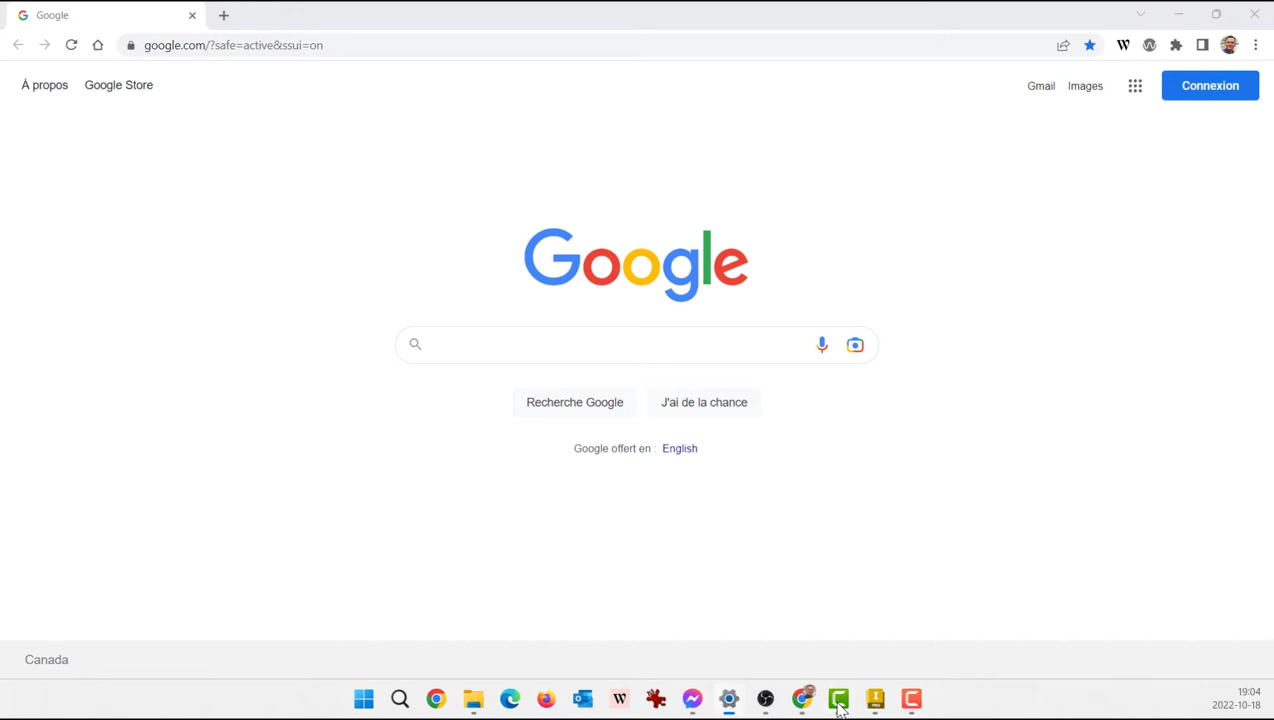 Google
google.com/?safe=active&ssui=on
À propos
Google Store
Gmail
Images
Connexion
Google
Recherche Google
J'ai de la chance
Google offert en : English
Canada
W
19:04
2022-10-18